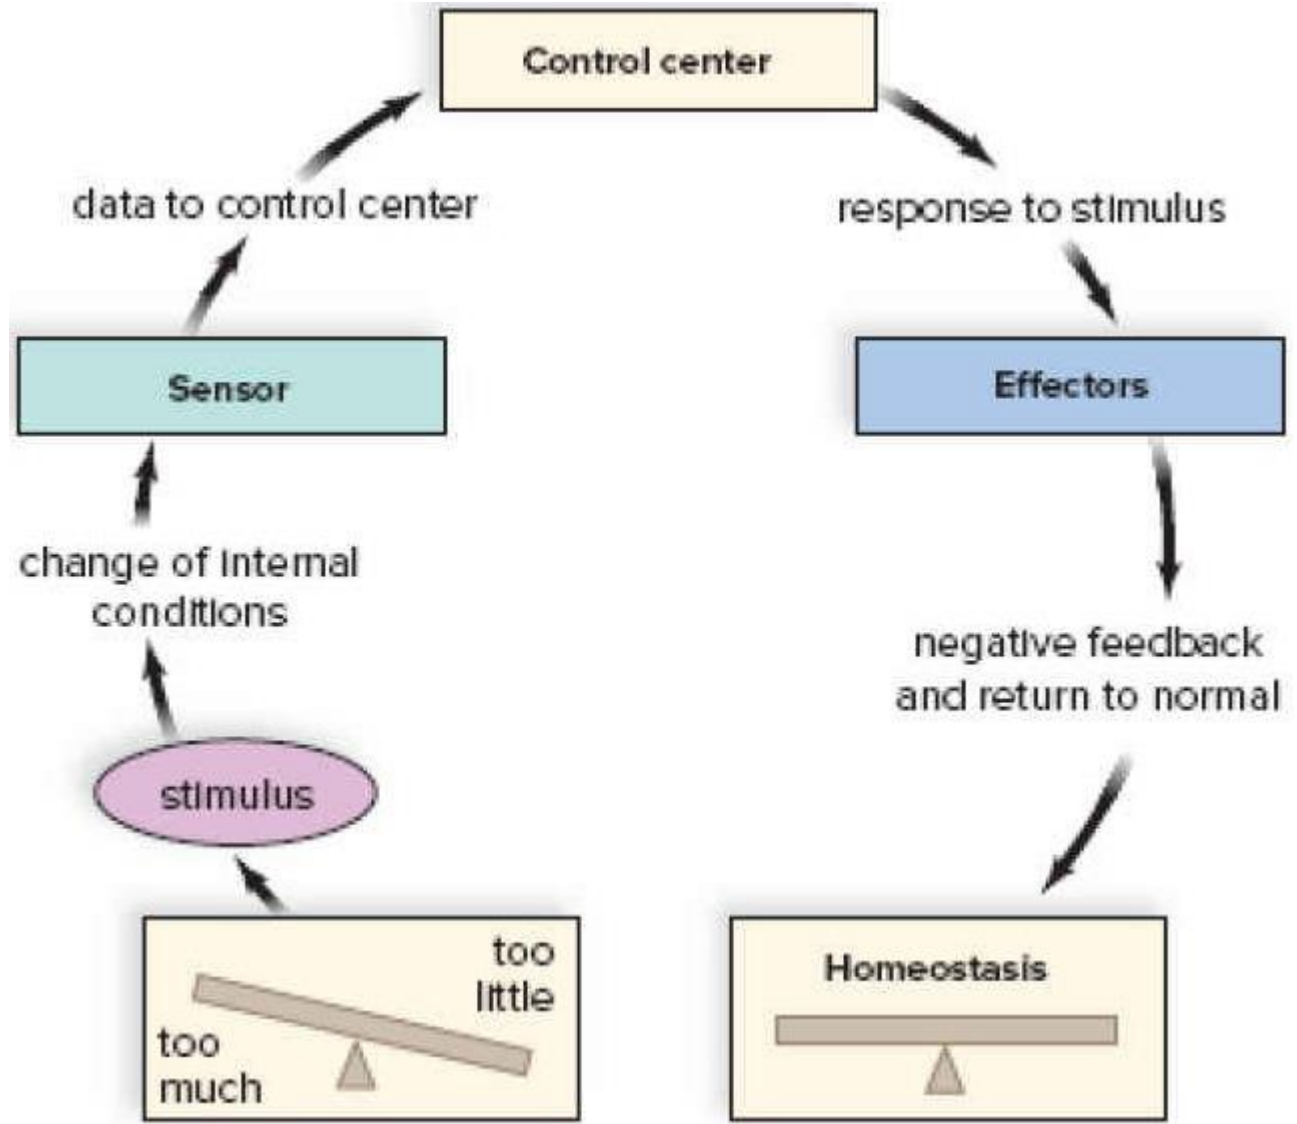 Control center
data to control center
response to stimulus
Sensor
Effectors
change of internal
conditions
negative feedback
and return to normal
stimulus
too
little
too
much
Homeostasis